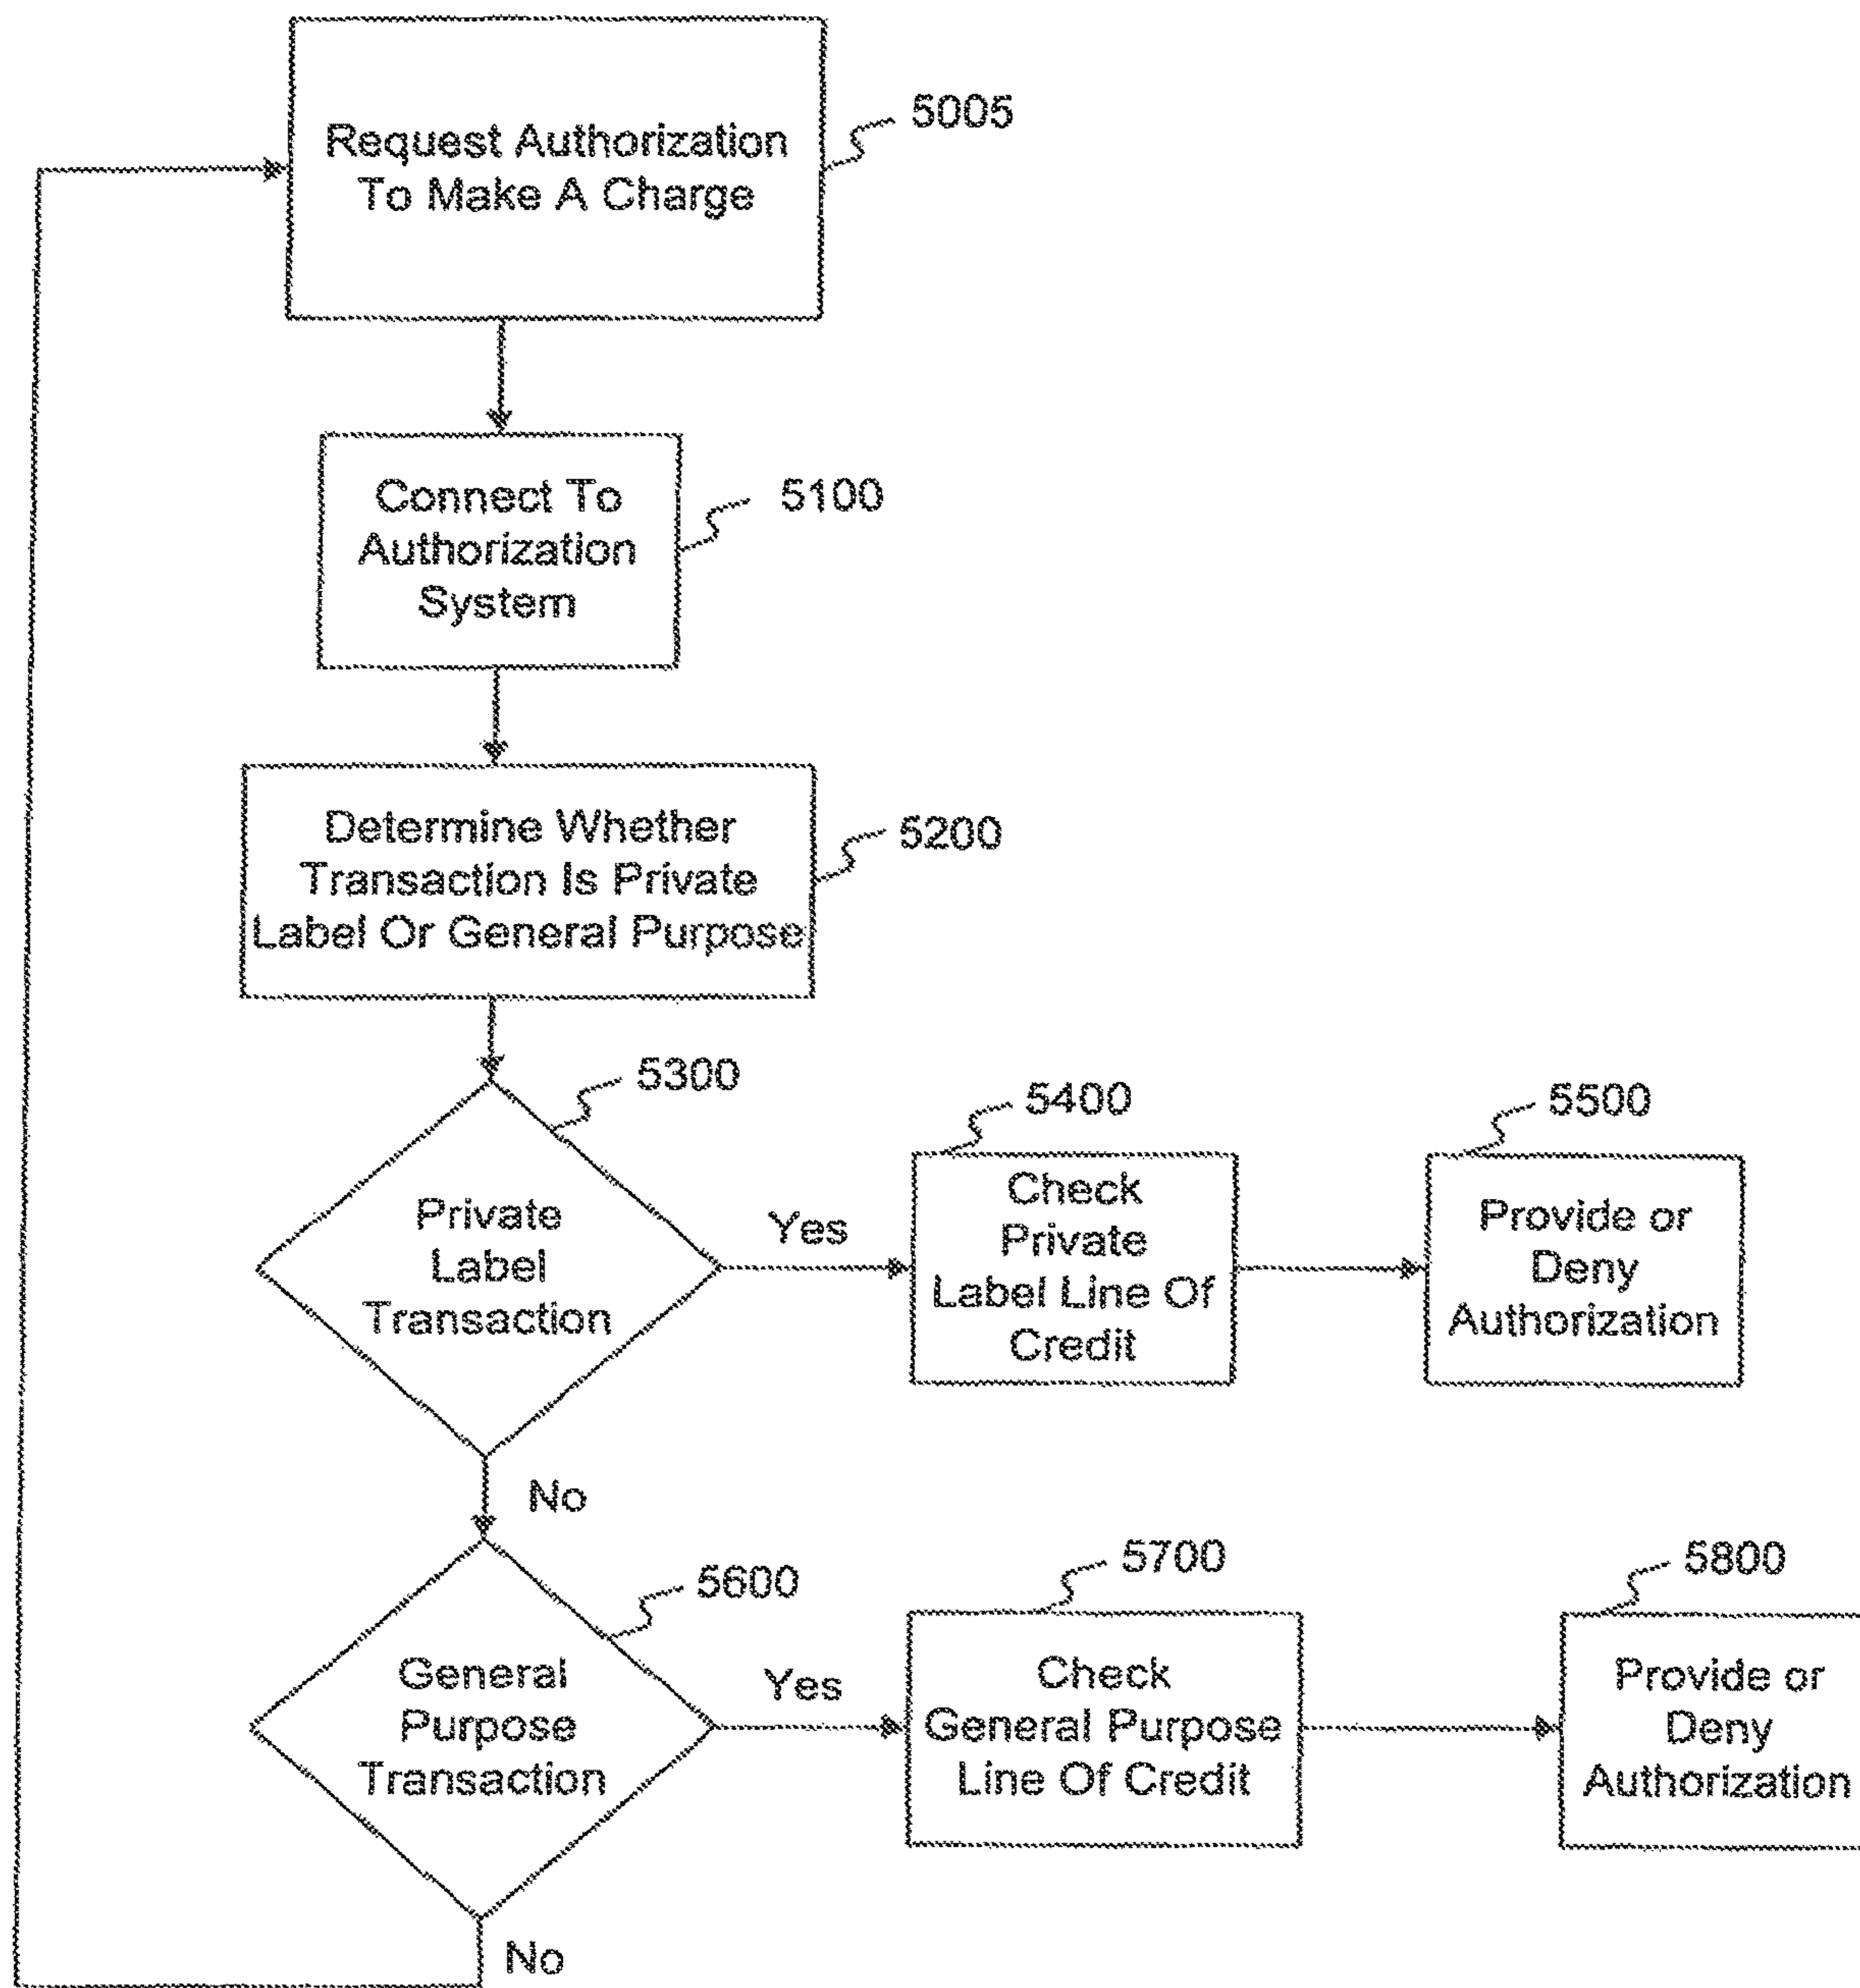 Request Authorization
To Make A Charge
5005
Connect To
Authorization
System
5100
Determine Whether
Transaction Is Private
Label Or General Purpose
5200
5300
Private
Label
Transaction
Yes
5400
Check
Private
Label Line Of
Credit
5500
Provide or
Deny
Authorization
No
5600
General
Purpose
Transaction
Yes
5700
Check
General Purpose
Line Of Credit
5800
Provide or
Deny
Authorization
No